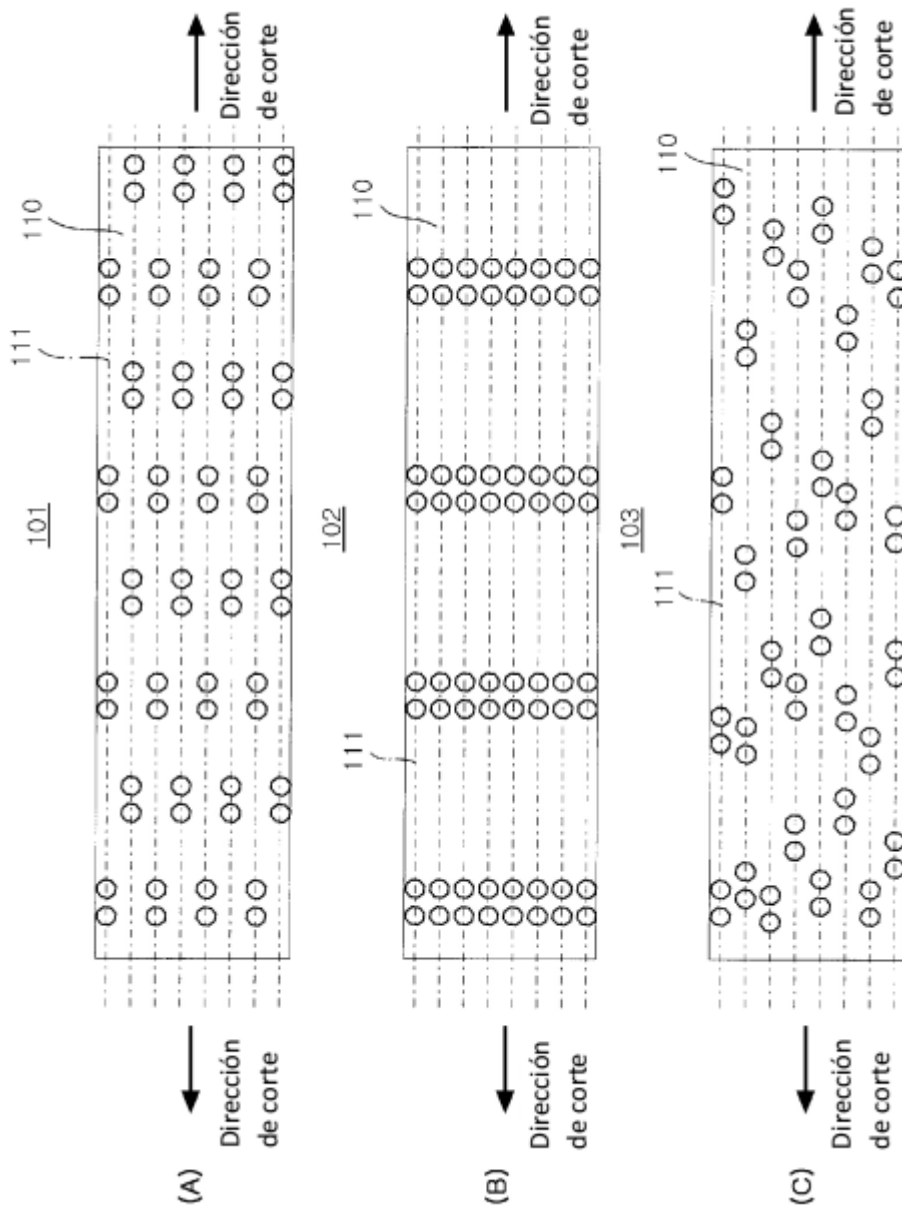 101
111
110
Dirección
de corte
Dirección
de corte
(A)
102
111
110
Dirección
de corte
Dirección
de corte
(B)
103
111
110
Dirección
de corte
Dirección
de corte
(C)